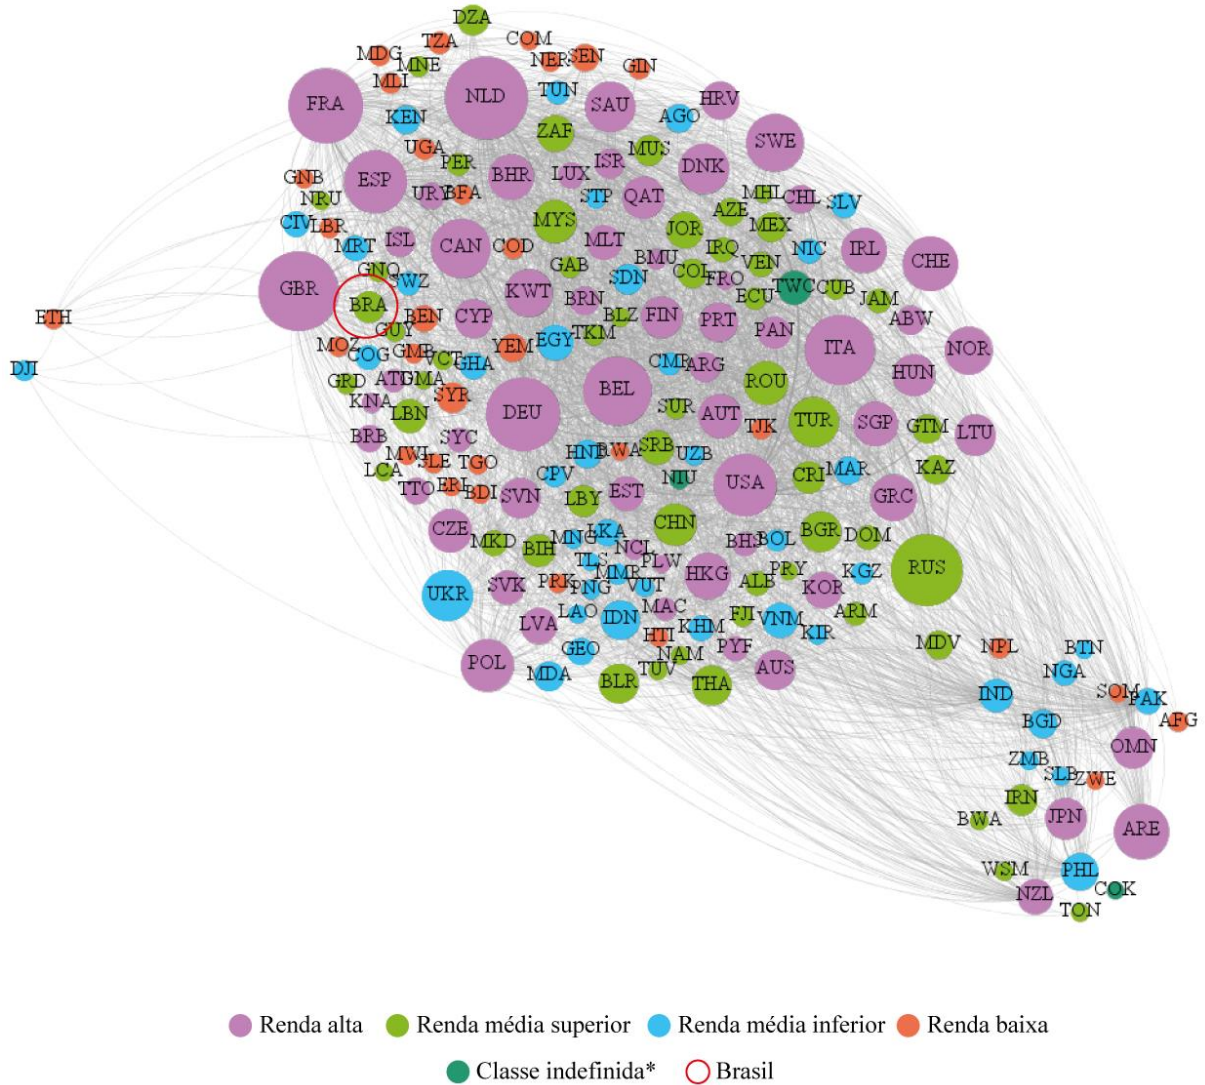 DZA
COM
TZA
MDG
MNE
NER
SEN
GIN
MLI
TUN
FRA
NLD
SAU
HRV
KEN
AGO
ZAF
SWE
UGA
MUS
PER
ISR
DNK
GNB
ESP
BHR
LUX
NRU
URY
BFA
STP
QAT
MHL
CHL
SLV
CIV
LBR
MYS
AZE
MEX
MRT
ISL
CAN
COD
MLT
JOR
IRQ
NIC
IRL
GNQ
GAB
BMU
COL
VEN
CHE
SWZ
SDN
FRO
TWC
CUB
GBR
BRA
KWT
BRN
ECU
JAM
ETH
BEN
CYP
BLZ
FIN
PRT
PAN
ABW
GUY
TKM
MOZ
GMB
YEM
EGY
ITA
NOR
DJI
COG
VCT
GHA
ARG
HUN
GRD
DMA
BEL
ROU
KNA
SYR
LBN
DEU
SUR
AUT
TJK
TUR
SGP
GTM
LTU
BRB
SYC
SRB
MWI
SLE
TGO
HND
RWA
UZB
LCA
CPV
NIU
CRI
MAR
KAZ
TTO
ERI
BDI
SVN
LBY
EST
USA
GRC
CZE
CHN
MKD
BIH
MNG
LKA
NCL
BHS
BOL
BGR
DOM
TLS
PLW
UKR
SVK
PRK
PNG
MMR
VUT
HKG
ALB
PRY
KOR
KGZ
RUS
LAO
MAC
LVA
IDN
KHM
FJI
VNM
ARM
HTI
KIR
GEO
NAM
PYF
MDV
NPL
BTN
POL
MDA
TUV
BLR
THA
AUS
NGA
IND
SOM
PAK
BGD
AFG
OMN
ZMB
SLB
ZWE
IRN
BWA
JPN
ARE
WSM
PHL
NZL
COK
TON
Renda alta Renda média superior Renda média inferior Renda baixa
Classe indefinida* Brasil